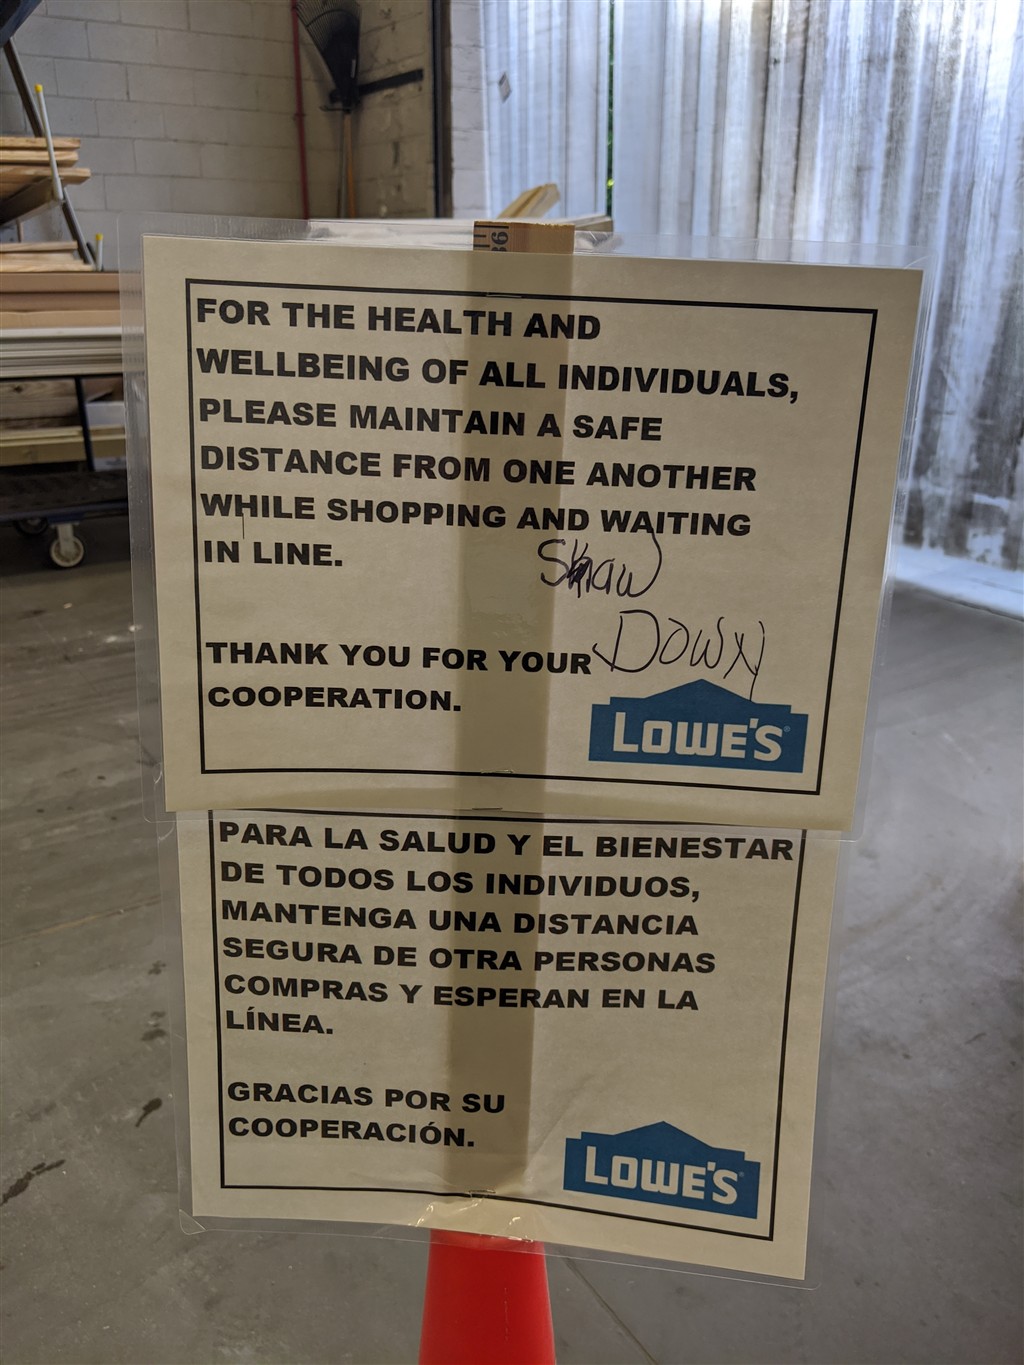 36
FOR THE HEALTH AND
WELLBEING OF ALL INDIVIDUALS,
PLEASE MAINTAIN A SAFE
DISTANCE FROM ONE ANOTHER
WHILE SHOPPING AND WAITING
IN LINE.
Shaw
Down
THANK YOU FOR YOUR
COOPERATION.
LOWE'S
PARA LA SALUD Y EL BIENESTAR
DE TODOS LOS INDIVIDUOS,
MANTENGA UNA DISTANCIA
SEGURA DE OTRA PERSONAS
COMPRAS Y ESPERAN EN LA
LÍNEA.
GRACIAS POR SU
COOPERACIÓN.
LOWE'S